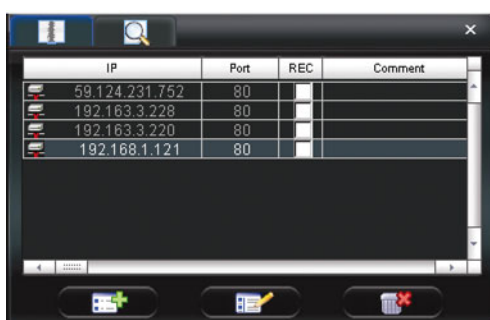 IP Port REC Comment
59.124.231.752 80
192.163.3.228 80
192.163.3.220 80
192.168.1.121 80